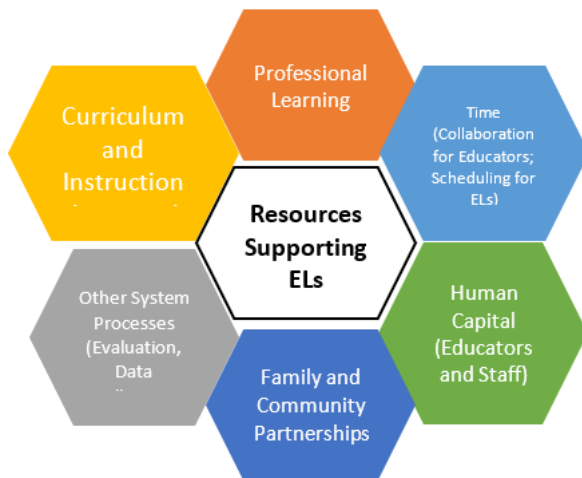 Professional
Learning
Time
(Collaboration
for Educators;
Scheduling for
ELs)
Human
Capital
(Educators
and Staff)
Family and
Community
Partnerships
Other System
Processes
(Evaluation,
Data
Curriculum
and
Instruction
Resources
Supporting
ELs